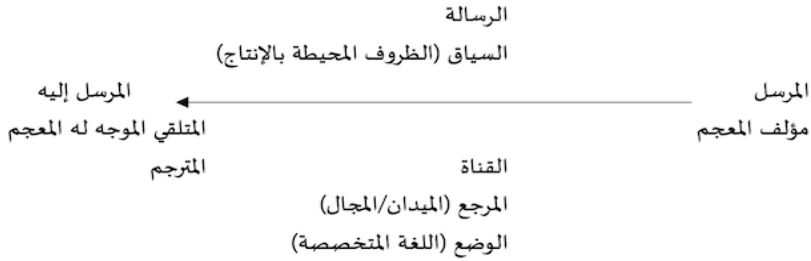 الرسالة
السياق (الظروف المحيطة بالإنتاج)
المرسل
المرسل إليه
مؤلف المعجم
المتلقي الموجه له المعجم
القناة
المترجم
المرجع (الميدان/المجال)
الوضع (اللغة المتخصصة)